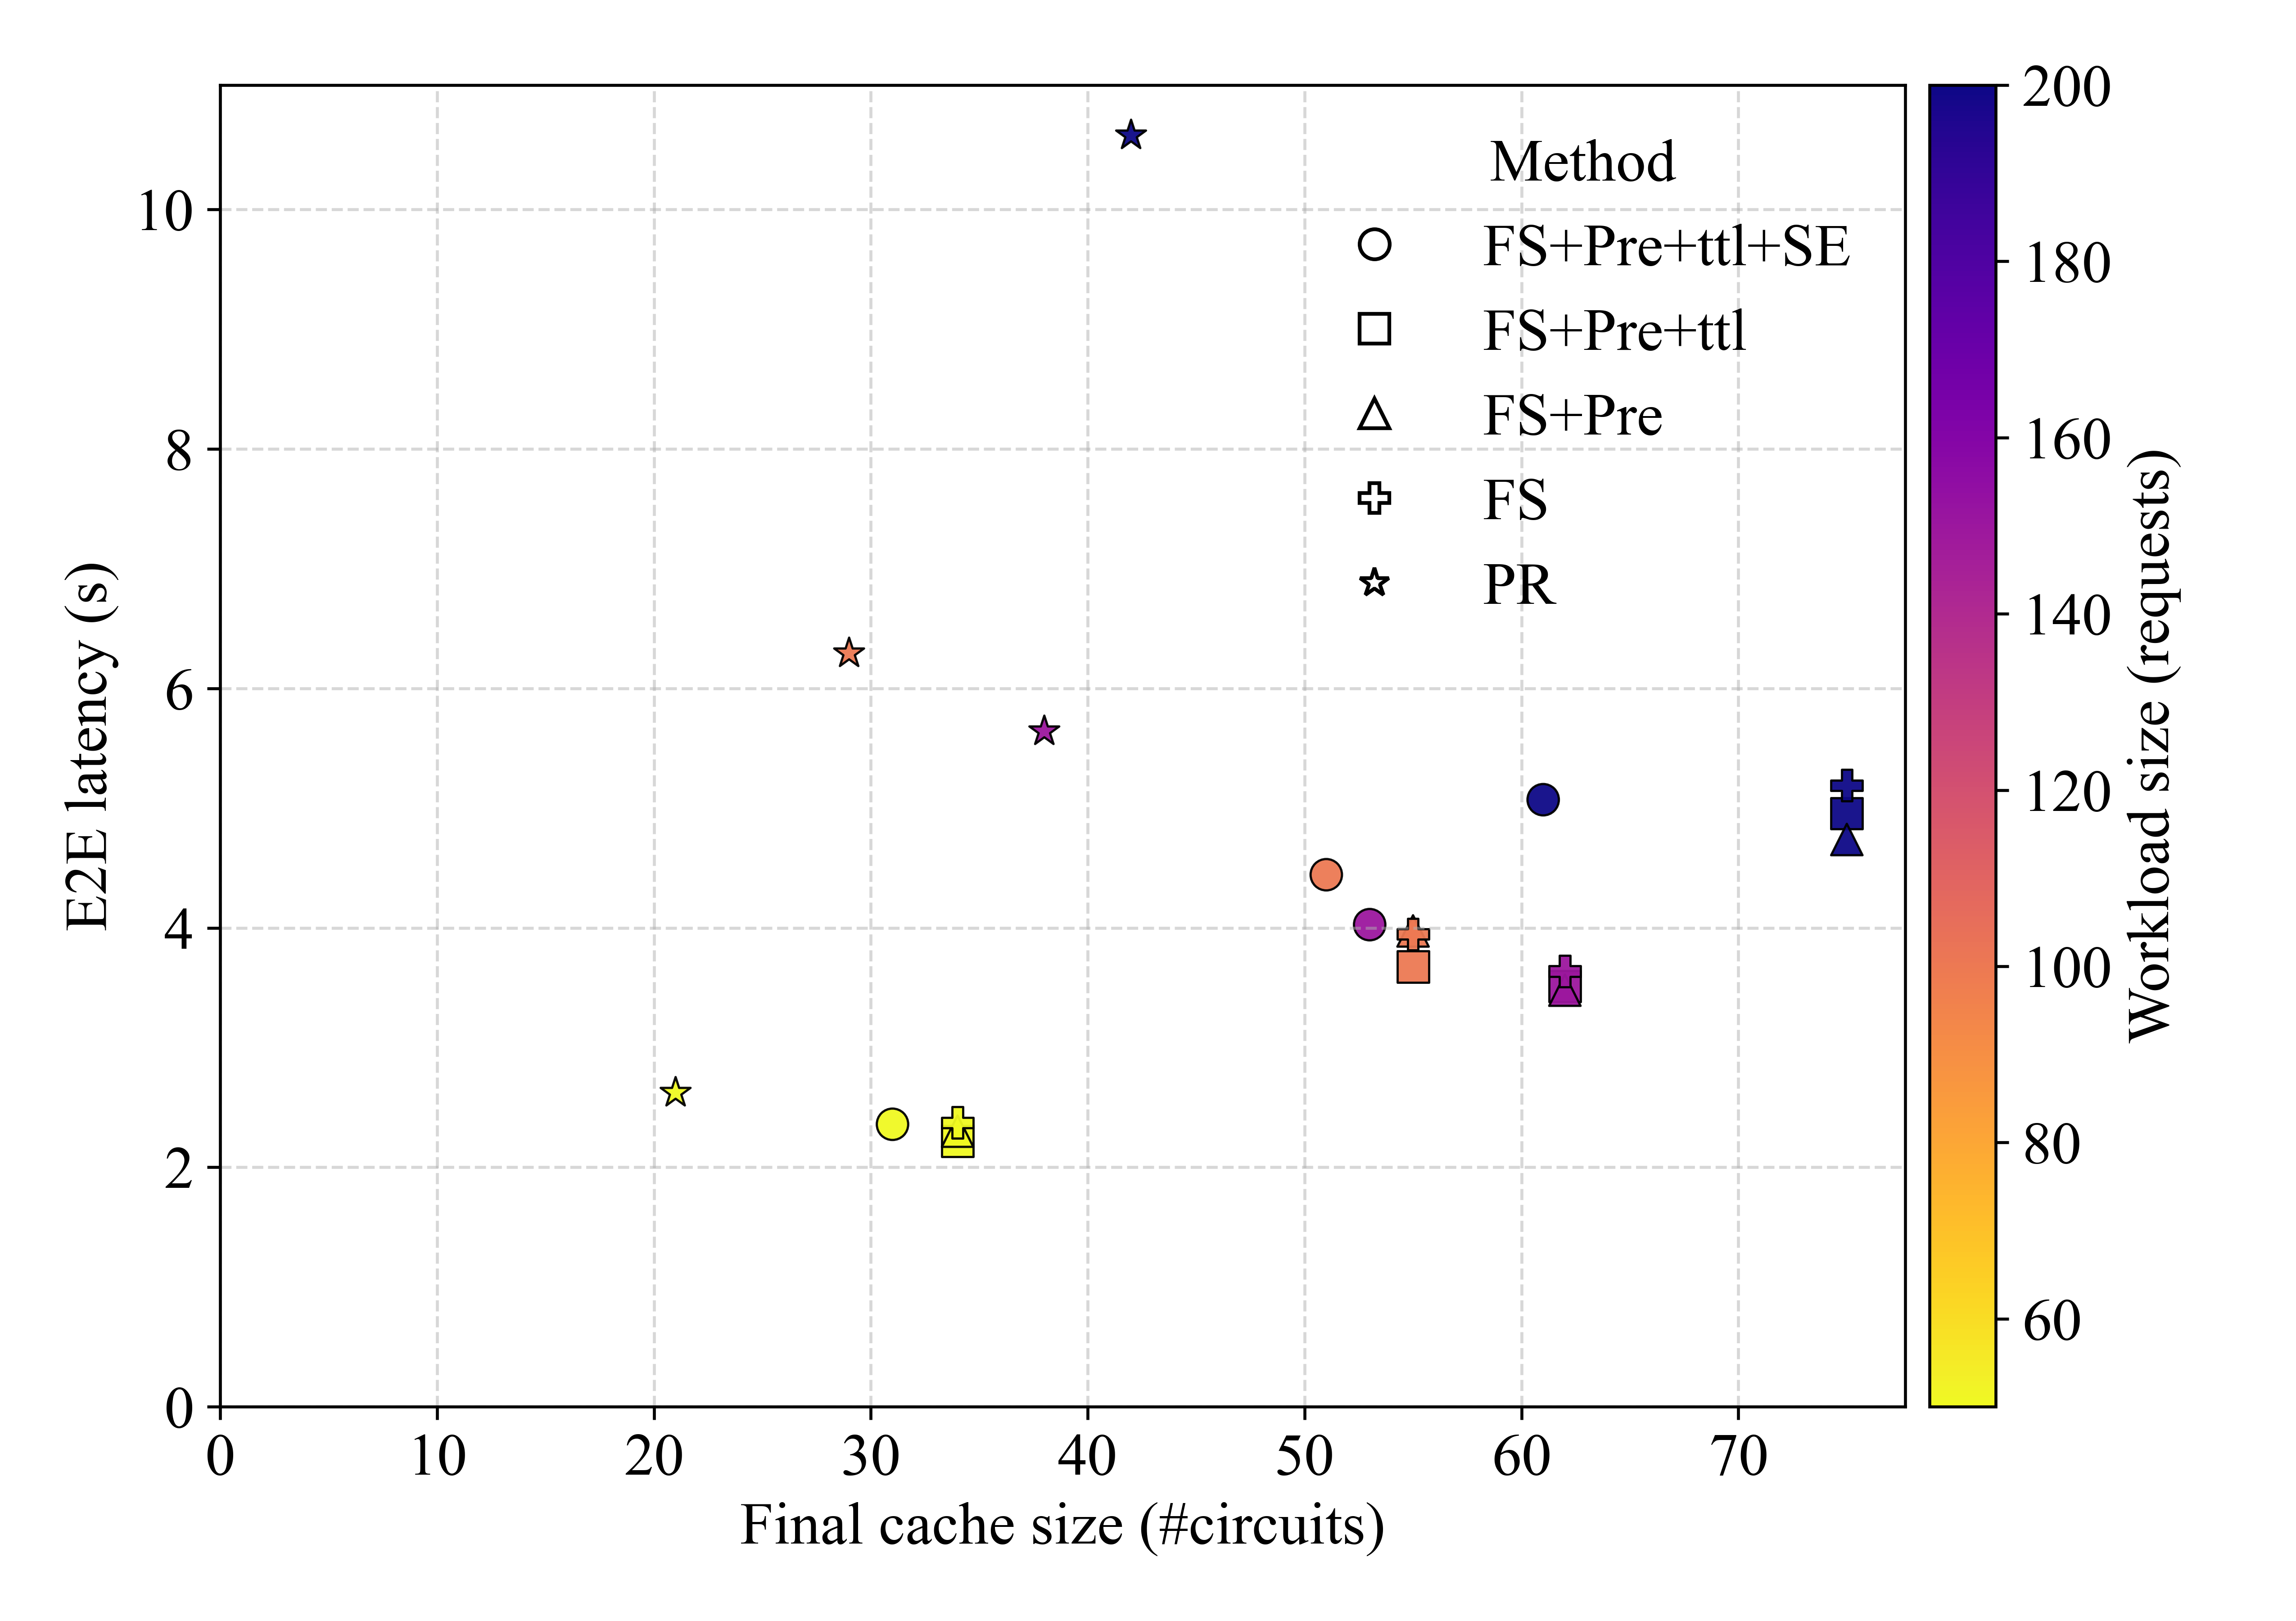 Method
FS+Pre+ttl+SE
FS+Pre+ttl
FS+Pre
FS
PR
E2E latency (s)
10
8
6
4
2
0
0 10 20 30 40 50 60 70
Final cache size (#circuits)
200
180
160
140
120
100
80
60
Workload size (requests)